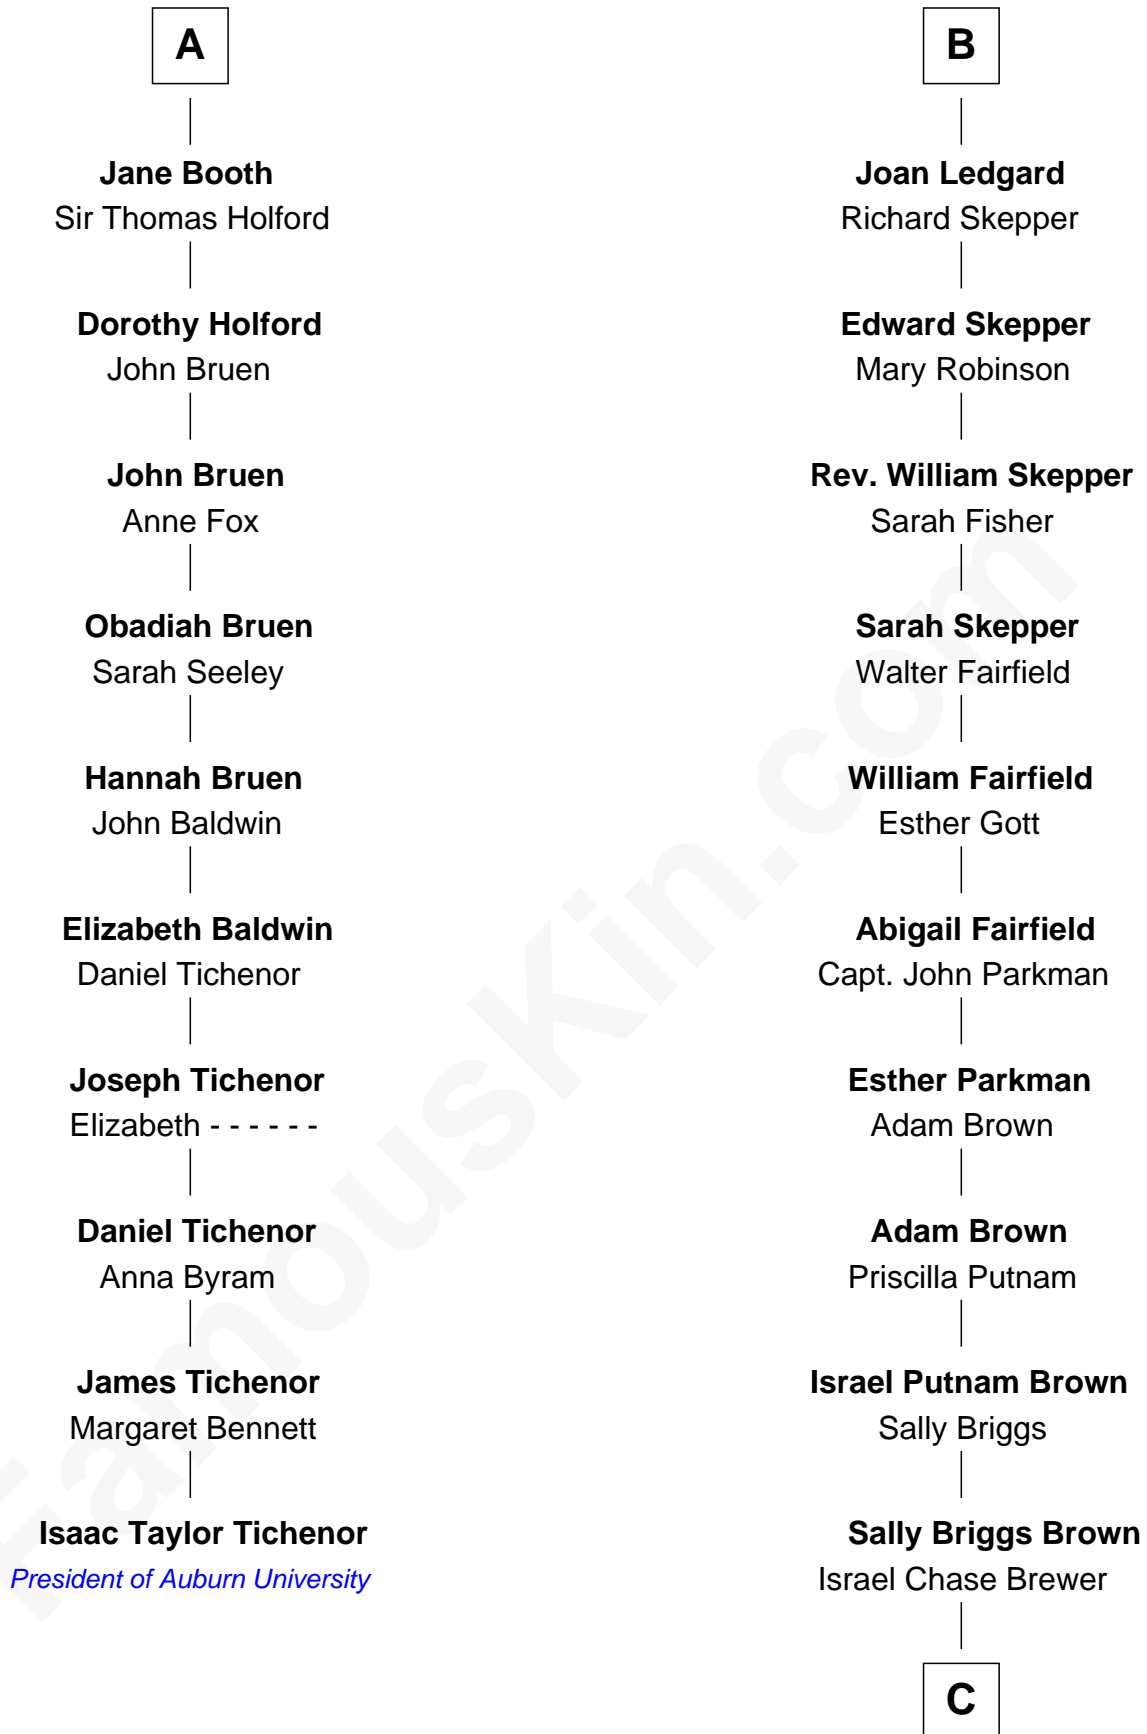 A
Jane Booth
Sir Thomas Holford
Dorothy Holford
John Bruen
John Bruen
Anne Fox
Obadiah Bruen
Sarah Seeley
Hannah Bruen
John Baldwin
Elizabeth Baldwin
Daniel Tichenor
Joseph Tichenor
Elizabeth - - - - - -
Daniel Tichenor
Anna Byram
James Tichenor
Margaret Bennett
Isaac Taylor Tichenor
President of Auburn University
B
Joan Ledgard
Richard Skepper
Edward Skepper
Mary Robinson
Rev. William Skepper
Sarah Fisher
Sarah Skepper
Walter Fairfield
William Fairfield
Esther Gott
Abigail Fairfield
Capt. John Parkman
Esther Parkman
Adam Brown
Adam Brown
Priscilla Putnam
Israel Putnam Brown
Sally Briggs
Sally Briggs Brown
Israel Chase Brewer
C
FamousKin.com